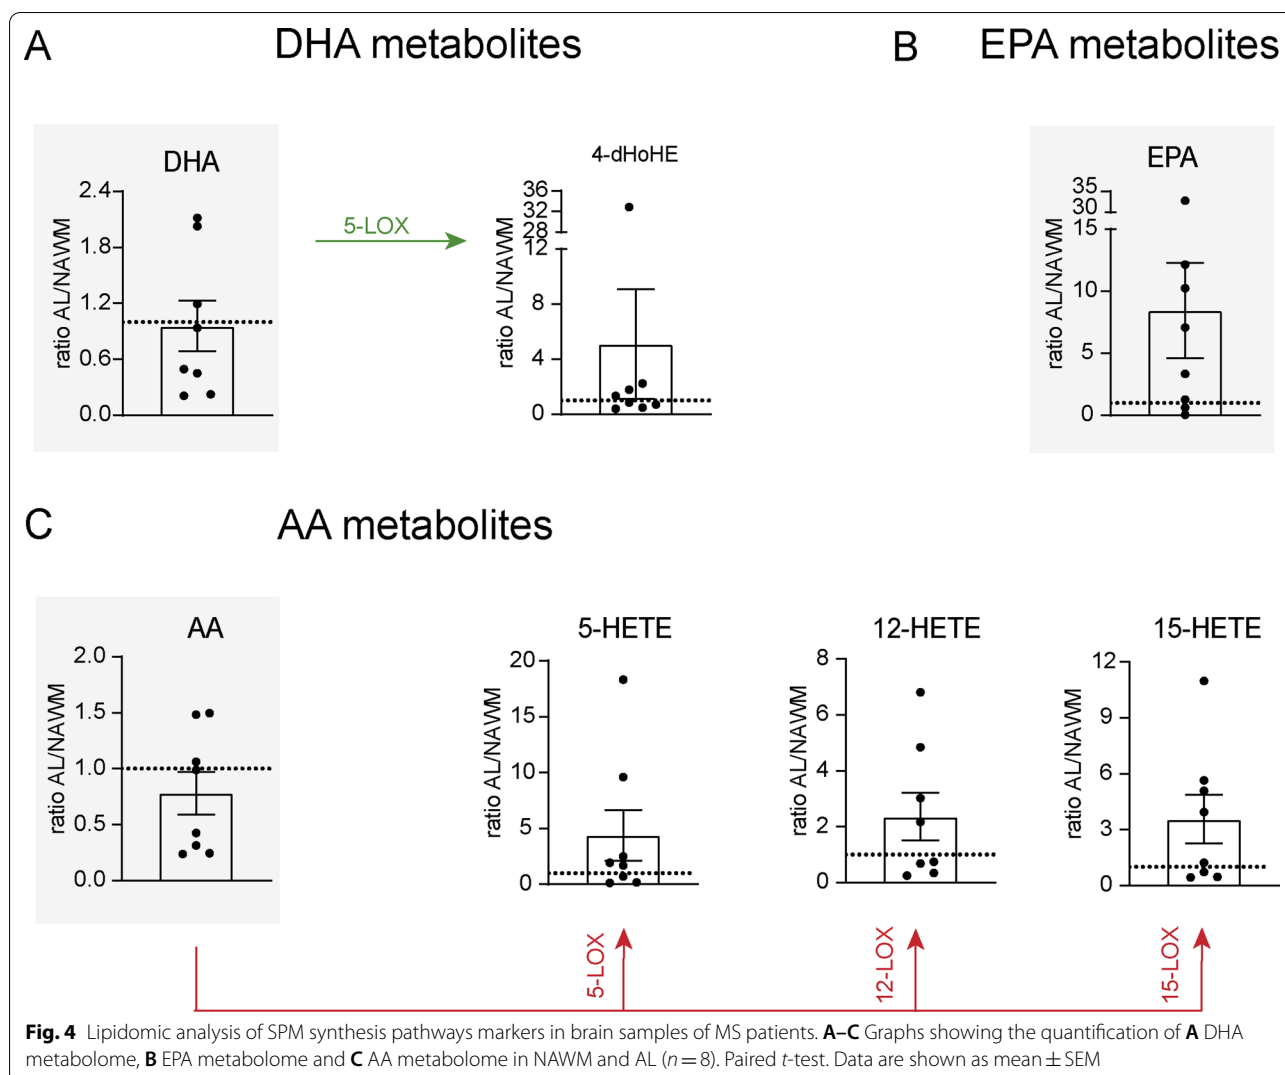 A DHA metabolites
B EPA metabolites
DHA
2.4
1.8
1.2
0.6
0.0
ratio AL/NAWM
5-LOX
4-dHoHE
36
32
28
12
8
4
0
ratio AL/NAWM
EPA
35
30
15
10
5
0
ratio AL/NAWM
C AA metabolites
AA
2.0
1.5
1.0
0.5
0.0
ratio AL/NAWM
5-HETE
20
15
10
5
0
ratio AL/NAWM
12-HETE
8
6
4
2
0
ratio AL/NAWM
15-HETE
12
9
6
3
0
ratio AL/NAWM
5-LOX
12-LOX
15-LOX
Fig. 4 Lipidomic analysis of SPM synthesis pathways markers in brain samples of MS patients. A–C Graphs showing the quantification of A DHA
metabolome, B EPA metabolome and C AA metabolome in NAWM and AL (n = 8). Paired t-test. Data are shown as mean ± SEM